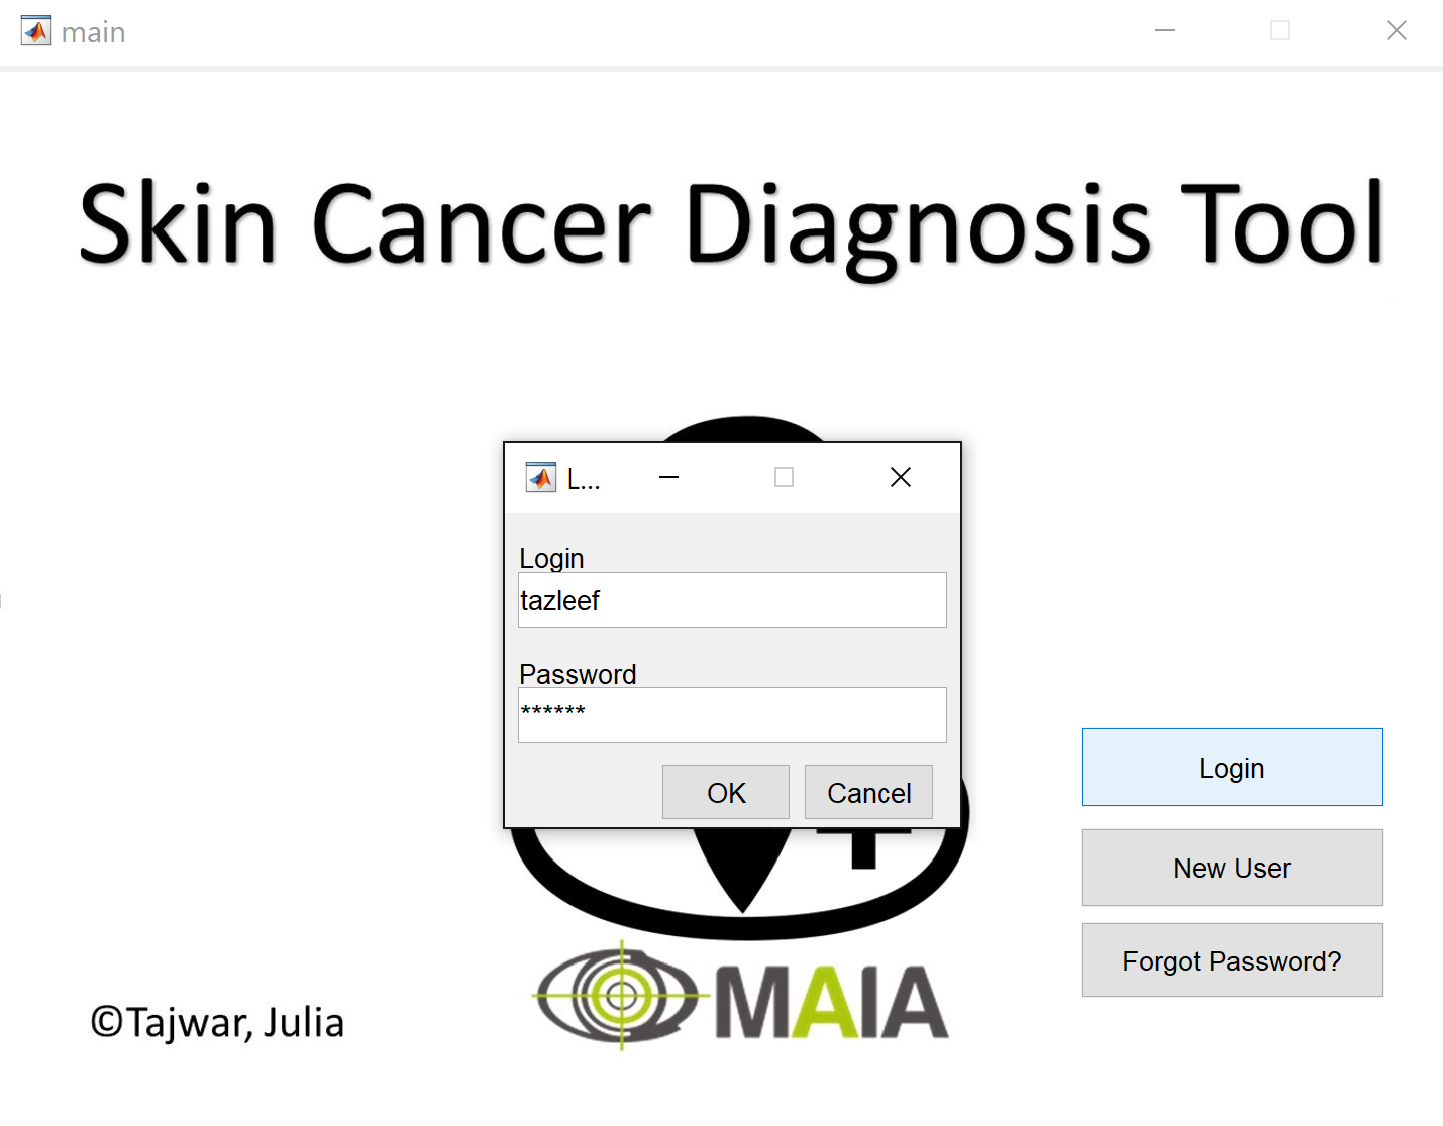 main
Skin Cancer Diagnosis Tool
L...
Login
tazleef
Password
******
OK
Cancel
Login
New User
Forgot Password?
MAIA
©Tajwar, Julia